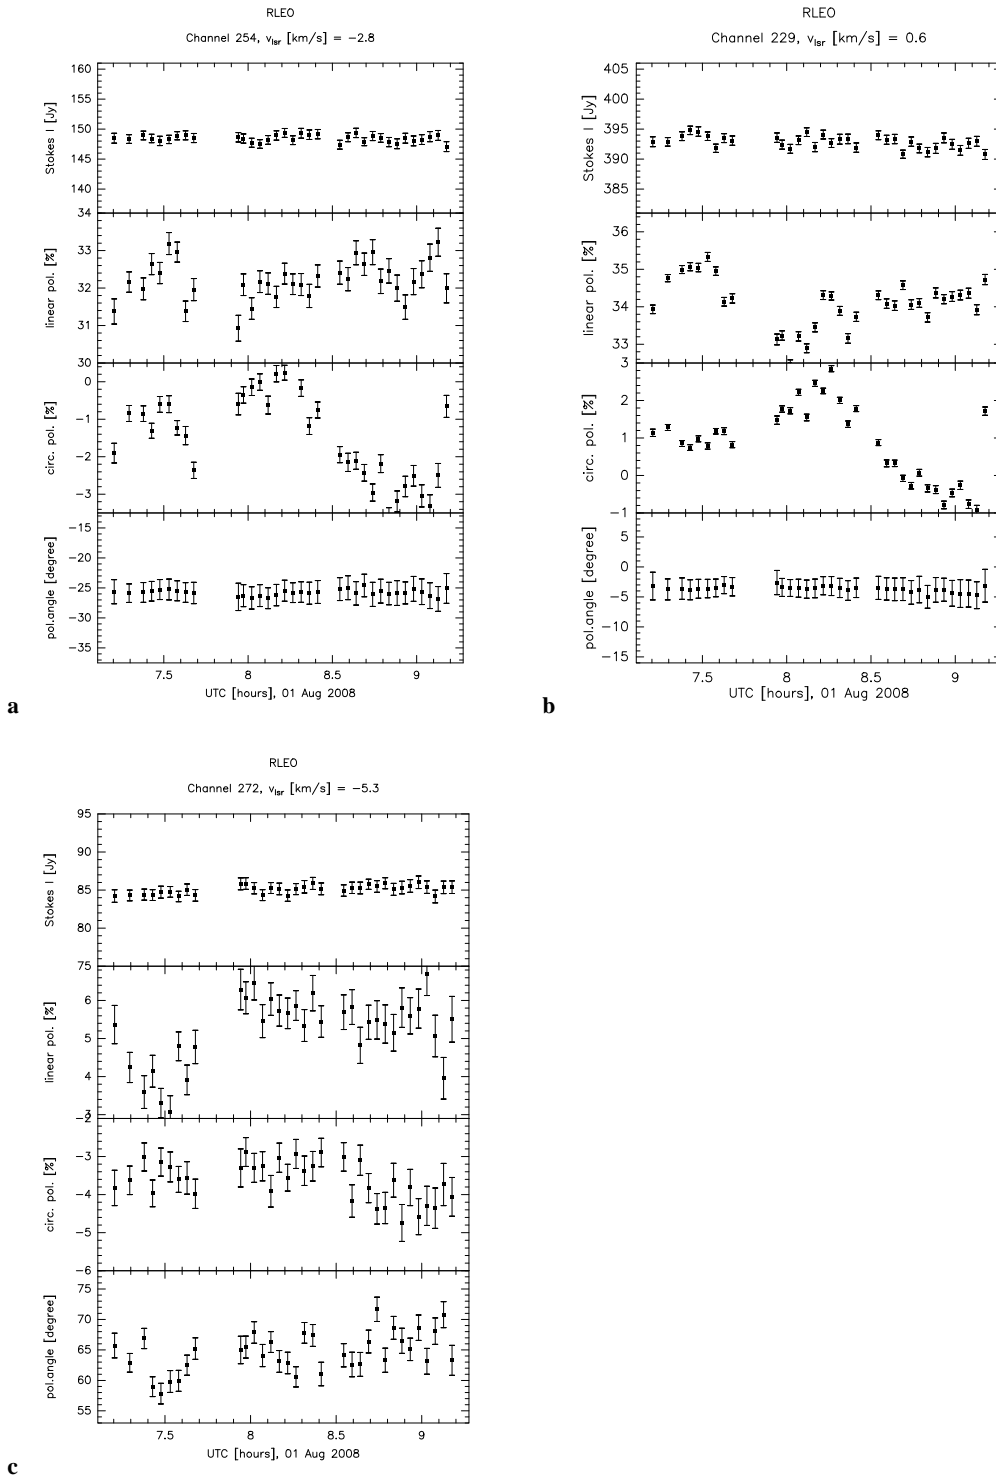 RLEO
Channel 254, vlsr [km/s] = −2.8
160
155
150
145
140
34
Stokes I [Jy]
33
32
31
30
linear pol. [%]
0
−1
−2
−3
circ. pol. [%]
−15
−20
−25
−30
−35
pol.angle [degree]
7.5 8 8.5 9
UTC [hours], 01 Aug 2008
a
RLEO
Channel 229, vlsr [km/s] = 0.6
405
400
395
390
385
Stokes I [Jy]
36
35
34
33
3
linear pol. [%]
2
1
0
−1
circ. pol. [%]
5
0
−5
−10
−15
pol.angle [degree]
7.5 8 8.5 9
UTC [hours], 01 Aug 2008
b
RLEO
Channel 272, vlsr [km/s] = −5.3
95
90
85
80
75
Stokes I [Jy]
6
5
4
3
linear pol. [%]
−2
−3
−4
−5
−6
circ. pol. [%]
75
70
65
60
55
pol.angle [degree]
7.5 8 8.5 9
UTC [hours], 01 Aug 2008
c